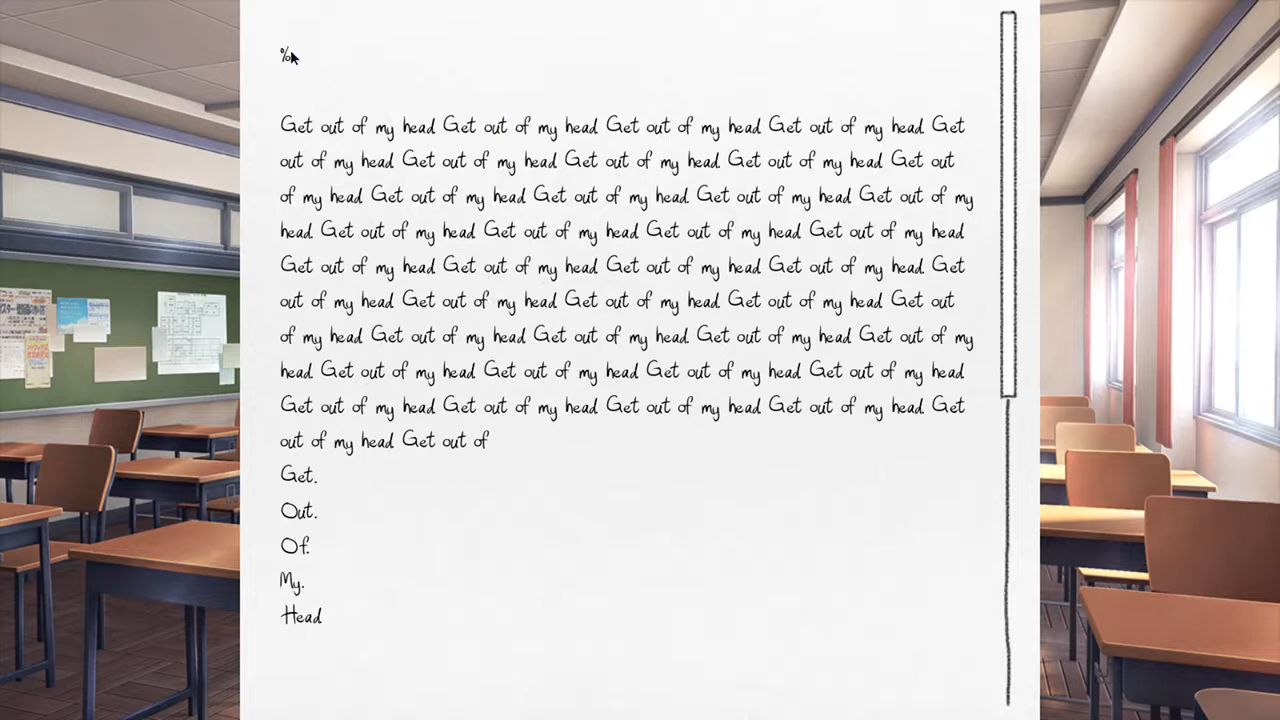 %
Get out of my head Get out of my head Get out of my head Get out of my head Get
out of my head Get out of my head Get out of my head Get out of my head Get out
of my head Get out of my head Get out of my head Get out of my head Get out of my
head Get out of my head Get out of my head Get out of my head Get out of my head
Get out of my head Get out of my head Get out of my head Get out of my head Get
out of my head Get out of my head Get out of my head Get out of my head Get out
of my head Get out of my head Get out of my head Get out of my head Get out of my
head Get out of my head Get out of my head Get out of my head Get out of my head
Get out of my head Get out of my head Get out of my head Get out of my head Get
out of my head Get out of
Get.
Out.
Of.
My.
Head